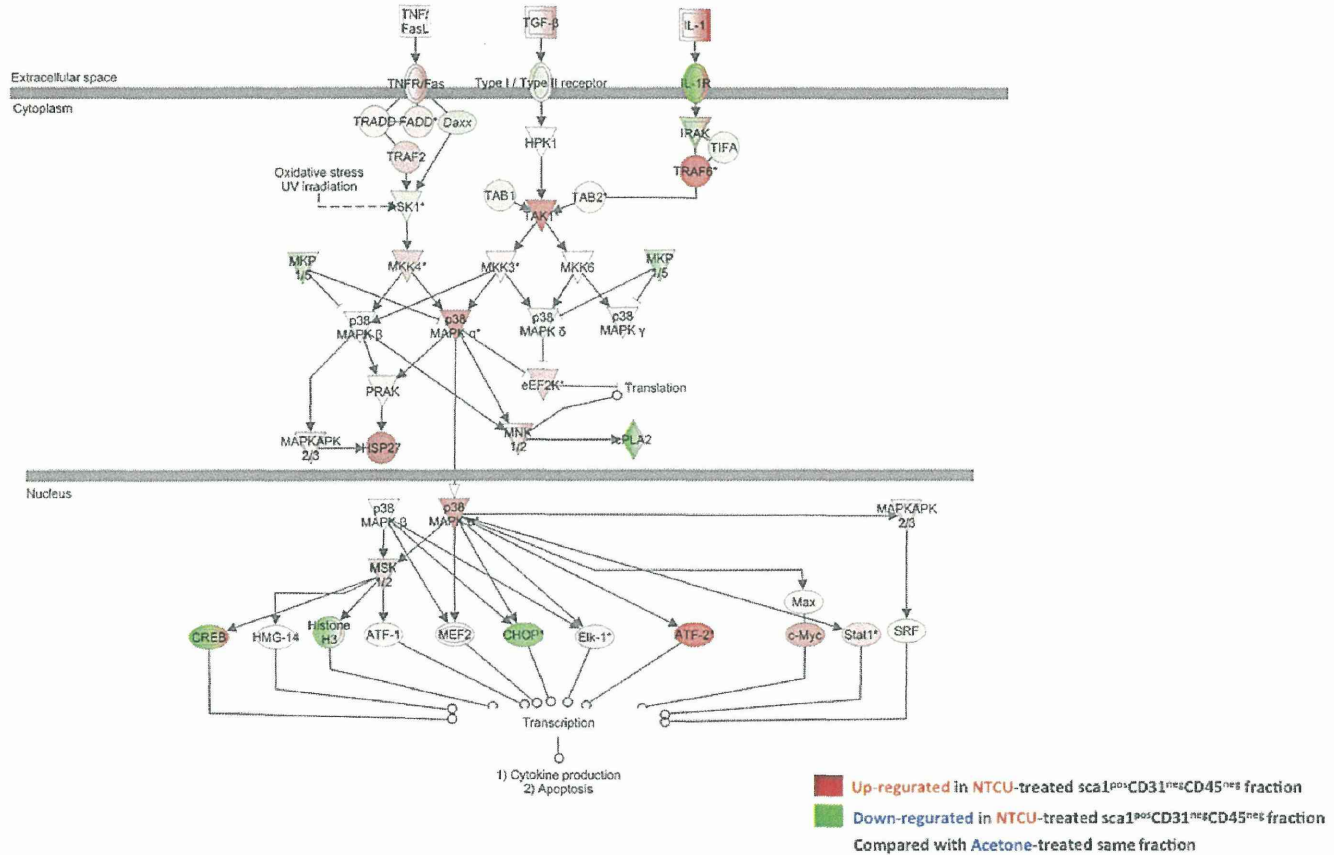 TNF/
FasL
TGF-β
IL-1
Extracellular space
TNFR/Fas
Type I / Type II receptor
IL-1R
Cytoplasm
TRADD
FADD*
Daxx
HPK1
IRAK
TIFA
TRAF2
TRAF6*
Oxidative stress
UV irradiation
ASK1*
TAB1
TAB2*
TAK1*
MKP
1/5
MKK4*
MKK3*
MKK6
MKP
1/5
p38
MAPK β
p38
MAPK α*
p38
MAPK δ
p38
MAPK γ
PRAK
eEF2K*
Translation
MAPKAPK
2/3
HSP27
MNK
1/2
cPLA2
Nucleus
p38
MAPK β
p38
MAPK α*
MAPKAPK
2/3
MSK
1/2
Max
CREB
HMG-14
Histone
H3
ATF-1
MEF2
CHOP*
Elk-1*
ATF-2*
c-Myc
Stat1*
SRF
Transcription
1) Cytokine production
2) Apoptosis
Up-regurated in NTCU-treated sca1ᵖᵒˢCD31ⁿᵉᵍCD45ⁿᵉᵍ fraction
Down-regurated in NTCU-treated sca1ᵖᵒˢCD31ⁿᵉᵍCD45ⁿᵉᵍ fraction
Compared with Acetone-treated same fraction